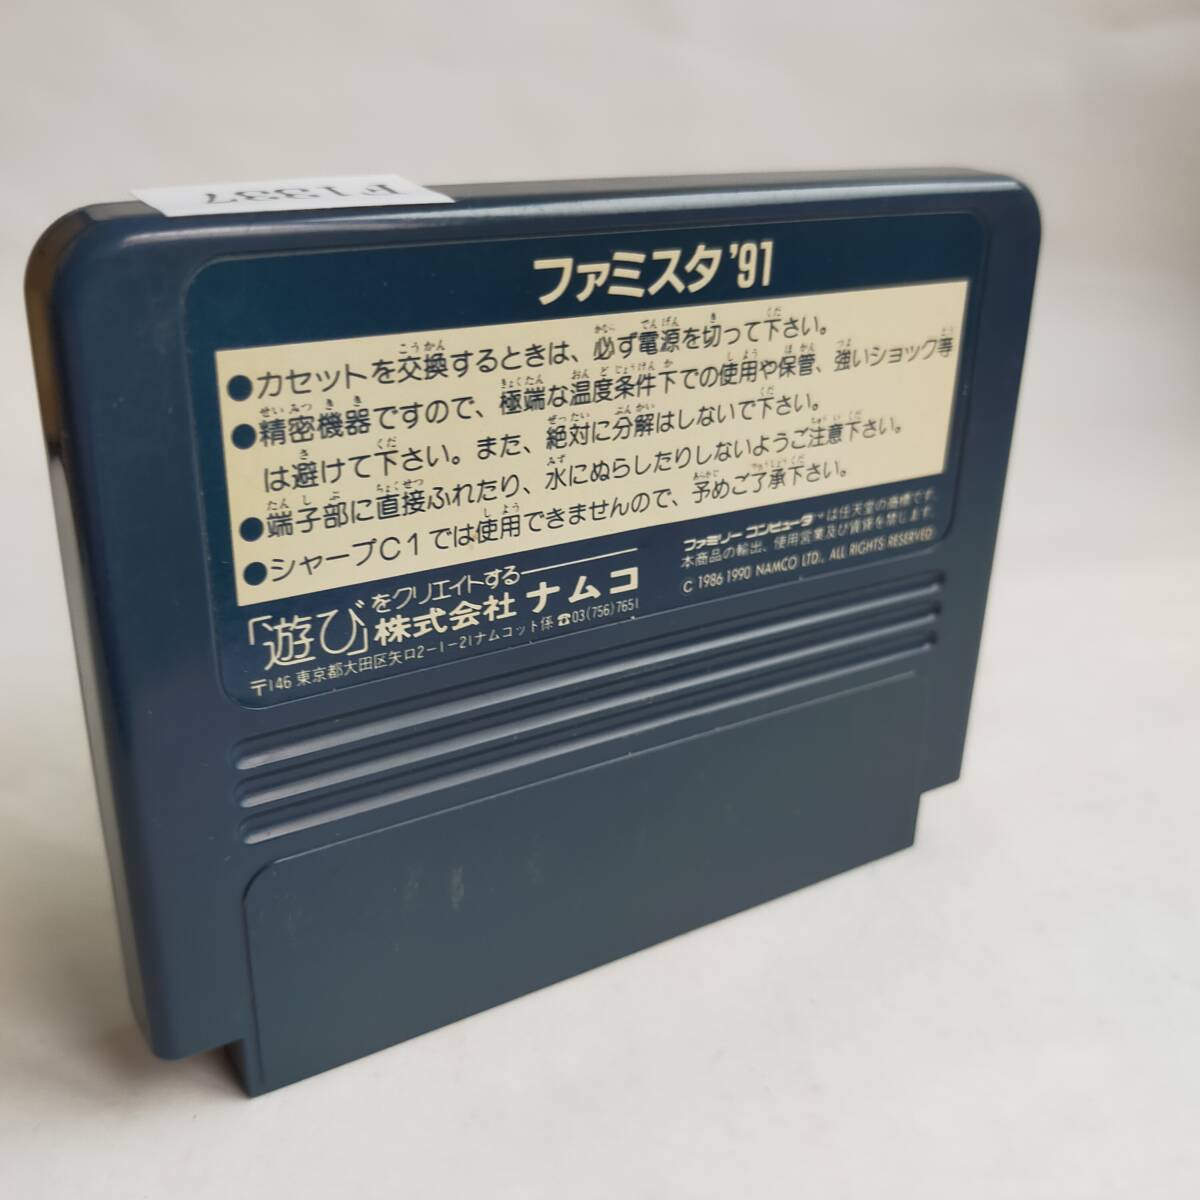 F1337
ファミスタ'91
●カセットを交換するときは、必ず電源を切って下さい。
●精密機器ですので、極端な温度条件下での使用や保管、強いショック等
は避けて下さい。また、絶対に分解はしないで下さい。
●端子部に直接ふれたり、水にぬらしたりしないようご注意下さい。
●シャープC1では使用できませんので、予めご了承下さい。
「遊び」をクリエイトする
株式会社ナムコ
〒146 東京都大田区矢口2-1-21ナムコット係 ☎03(756)7651
ファミリーコンピュータ™は任天堂の商標です。
本商品の輸出、使用営業及び賃貸を禁じます。
© 1986 1990 NAMCO LTD., ALL RIGHTS RESERVED